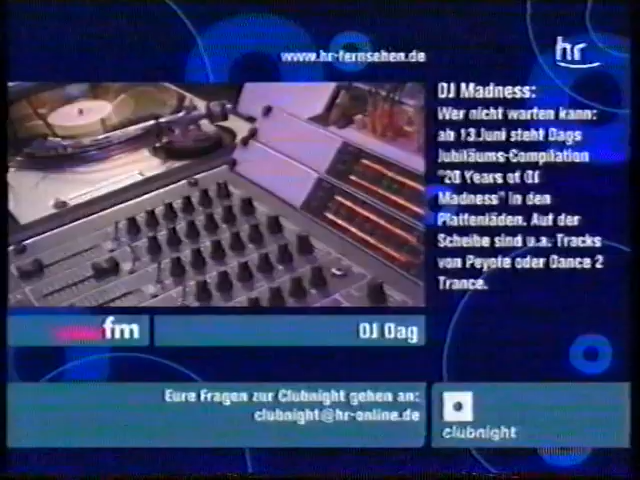 www.hr-fernsehen.de
hr
DJ Madness:
Wer nicht warten kann:
ab 13.Juni steht Dags
Jubiläums-Compilation
"20 Years of DJ
Madness" in den
Plattenläden. Auf der
Scheibe sind u.a. Tracks
von Peyote oder Dance 2
Trance.
fm
DJ Dag
Eure Fragen zur Clubnight gehen an:
clubnight@hr-online.de
clubnight